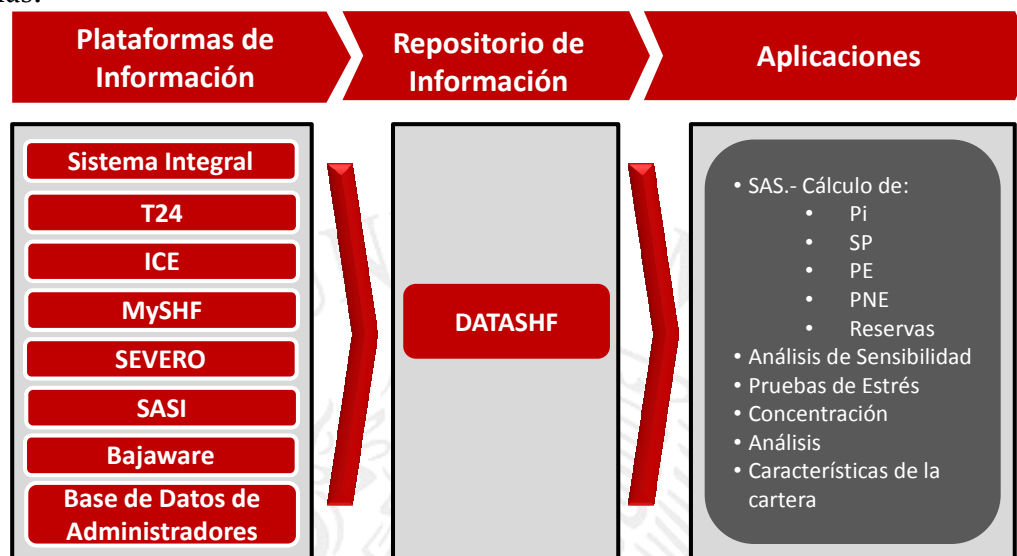 Plataformas de
Información
Repositorio de
Información
Aplicaciones
Sistema Integral
T24
ICE
MySHF
SEVERO
SASI
Bajaware
Base de Datos de
Administradores
DATASHF
• SAS.- Cálculo de:
• Pi
• SP
• PE
• PNE
• Reservas
• Análisis de Sensibilidad
• Pruebas de Estrés
• Concentración
• Análisis
• Características de la
cartera